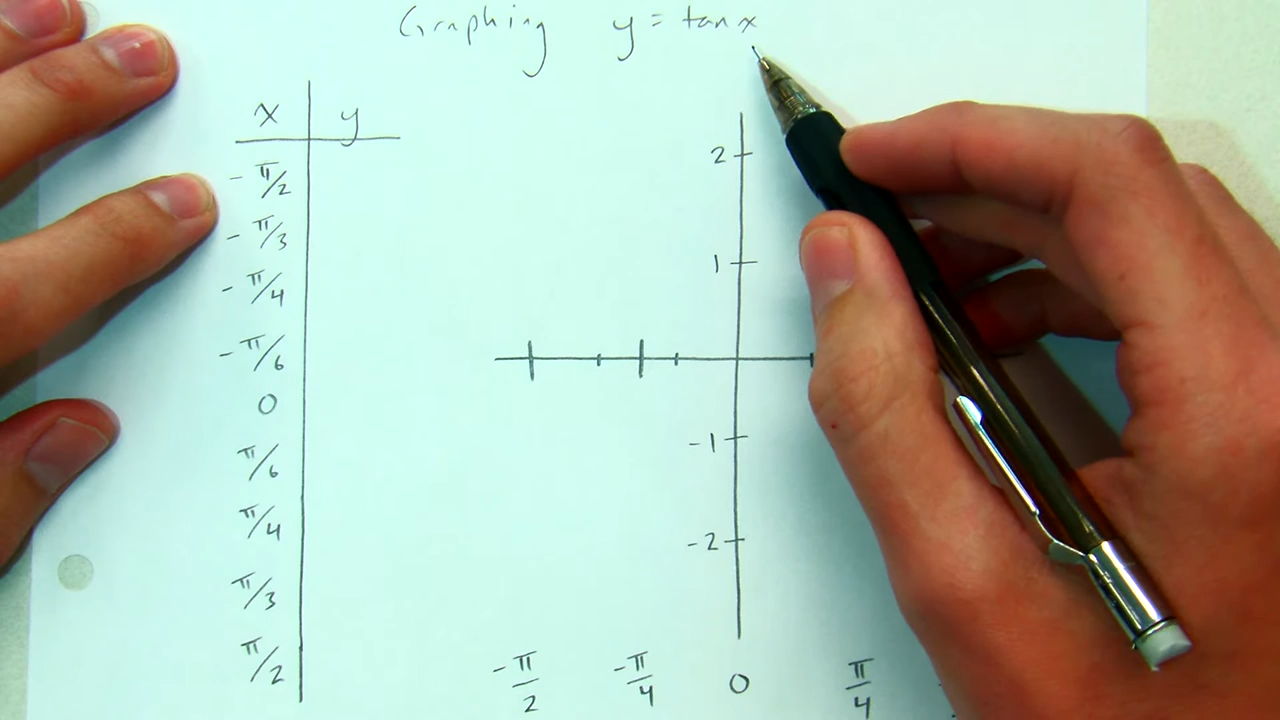 Graphing y = tan x
x y
-π/2
-π/3
-π/4
-π/6
0
π/6
π/4
π/3
π/2
2
1
-1
-2
-π/2 -π/4 0 π/4